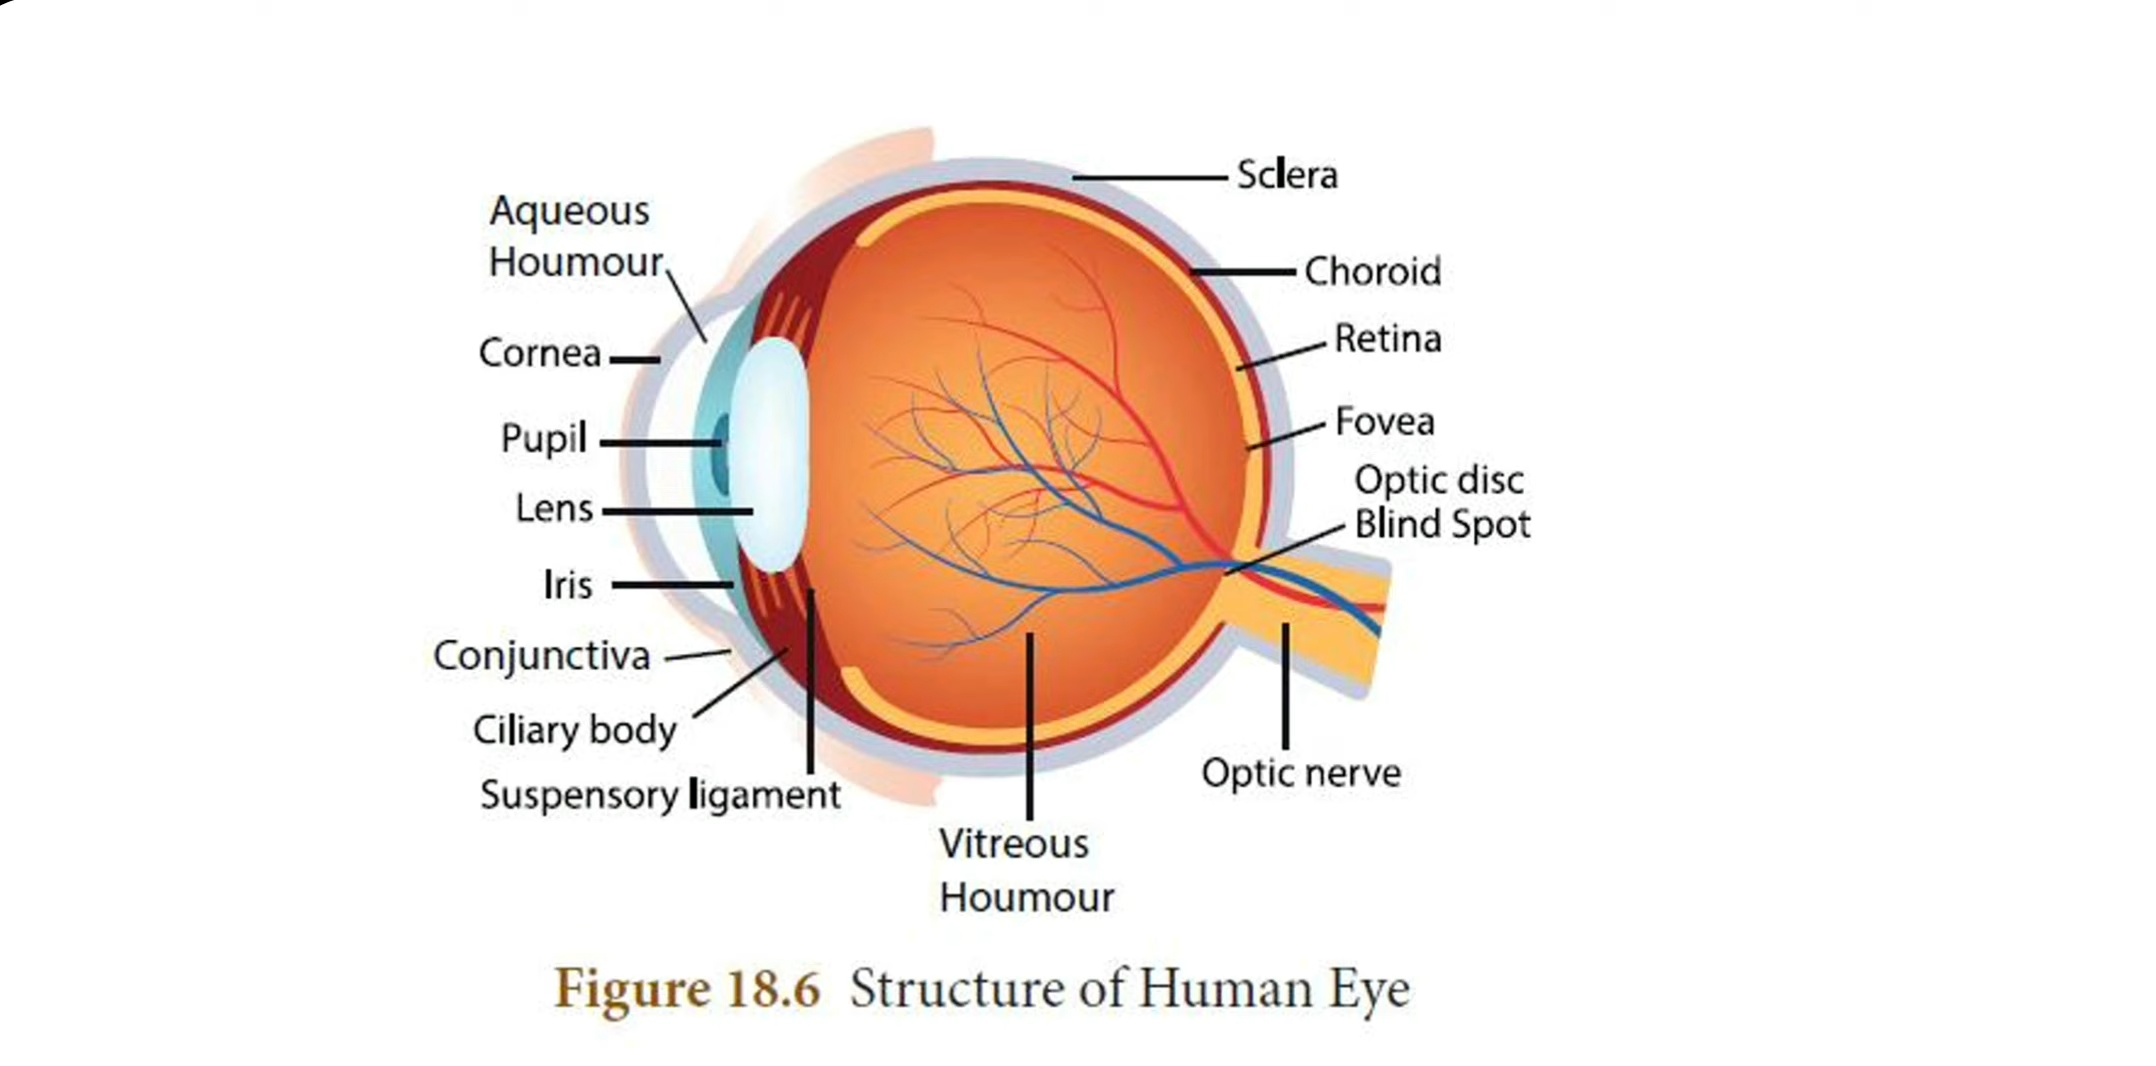 Sclera
Aqueous
Houmour
Choroid
Retina
Cornea
Fovea
Pupil
Optic disc
Blind Spot
Lens
Iris
Conjunctiva
Ciliary body
Suspensory ligament
Optic nerve
Vitreous
Houmour
Figure 18.6 Structure of Human Eye